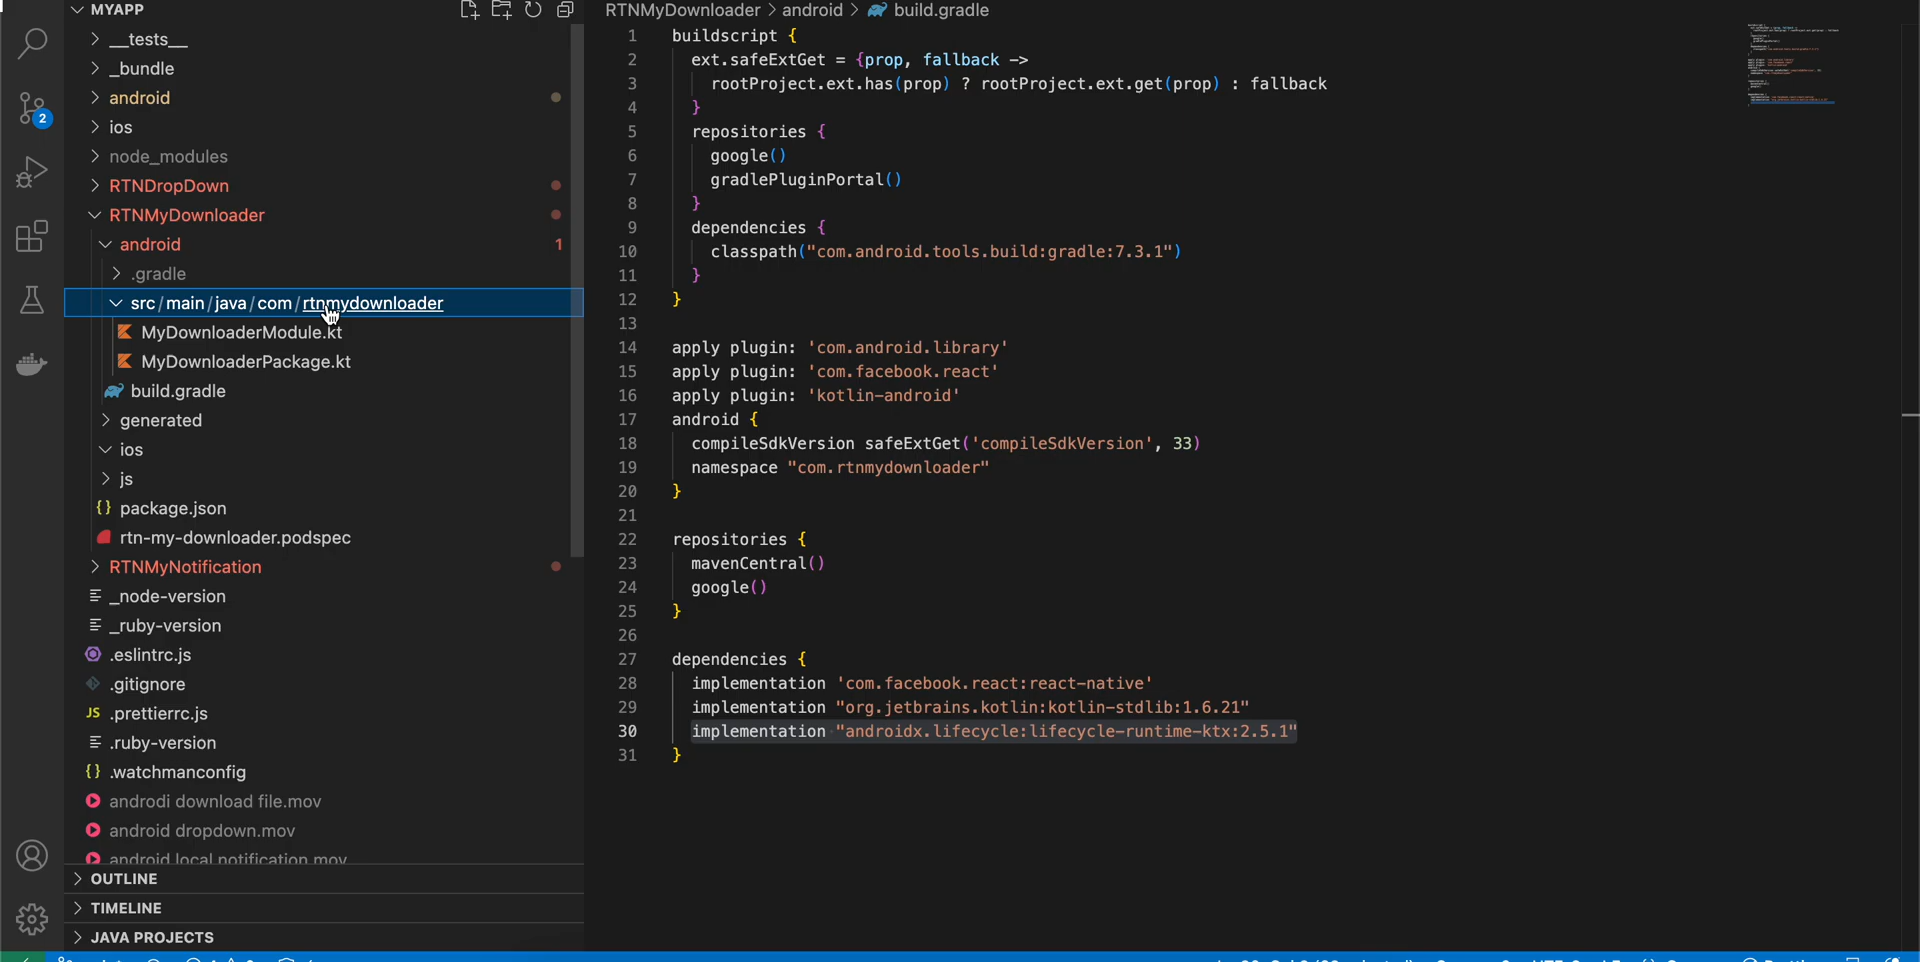 MYAPP
__tests__
_bundle
android
ios
node_modules
RTNDropDown
RTNMyDownloader
android 1
.gradle
src/main/java/com/rtnmydownloader
MyDownloaderModule.kt
MyDownloaderPackage.kt
build.gradle
generated
ios
js
{} package.json
rtn-my-downloader.podspec
RTNMyNotification
_node-version
_ruby-version
.eslintrc.js
.gitignore
JS .prettierrc.js
.ruby-version
{} .watchmanconfig
androdi download file.mov
android dropdown.mov
android local notification mov
OUTLINE
TIMELINE
JAVA PROJECTS
2
RTNMyDownloader > android > build.gradle
1 buildscript {
2 ext.safeExtGet = {prop, fallback ->
3 rootProject.ext.has(prop) ? rootProject.ext.get(prop) : fallback
4 }
5 repositories {
6 google()
7 gradlePluginPortal()
8 }
9 dependencies {
10 classpath("com.android.tools.build:gradle:7.3.1")
11 }
12 }
13
14 apply plugin: 'com.android.library'
15 apply plugin: 'com.facebook.react'
16 apply plugin: 'kotlin-android'
17 android {
18 compileSdkVersion safeExtGet('compileSdkVersion', 33)
19 namespace "com.rtnmydownloader"
20 }
21
22 repositories {
23 mavenCentral()
24 google()
25 }
26
27 dependencies {
28 implementation 'com.facebook.react:react-native'
29 implementation "org.jetbrains.kotlin:kotlin-stdlib:1.6.21"
30 implementation "androidx.lifecycle:lifecycle-runtime-ktx:2.5.1"
31 }